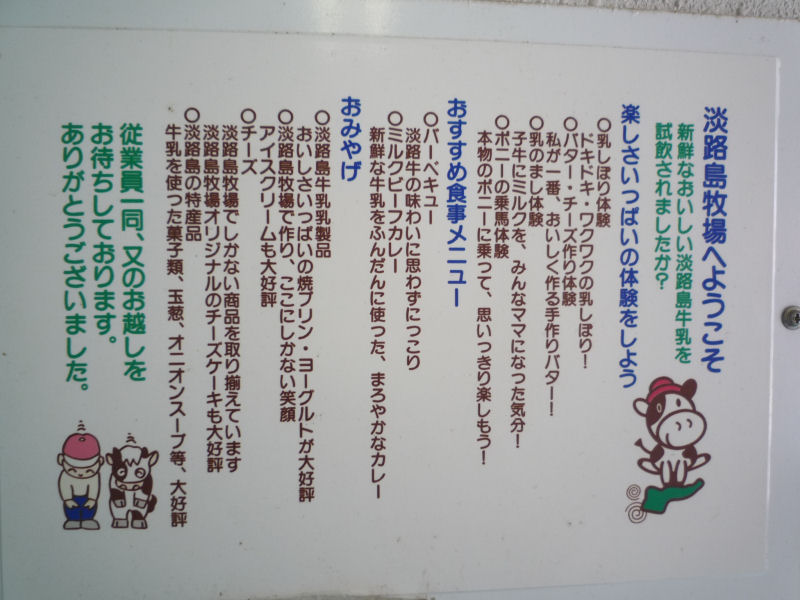 淡路島牧場へようこそ
新鮮なおいしい淡路島牛乳を
試飲されましたか？
楽しさいっぱいの体験をしよう
○乳しぼり体験
ドキドキ・ワクワクの乳しぼり！
○バター・チーズ作り体験
私が一番、おいしく作る手作りバター！
○乳のまし体験
子牛にミルクを、みんなママになった気分！
○ポニーの乗馬体験
本物のポニーに乗って、思いっきり楽しもう！
おすすめ食事メニュー
○バーベキュー
淡路牛の味わいに思わずにっこり
○ミルクビーフカレー
新鮮な牛乳をふんだんに使った、まろやかなカレー
おみやげ
○淡路島牛乳乳製品
おいしさいっぱいの焼プリン・ヨーグルトが大好評
○淡路島牧場で作り、ここにしかない笑顔
アイスクリームも大好評
○チーズ
淡路島牧場でしかない商品を取り揃えています
淡路島牧場オリジナルのチーズケーキも大好評
○淡路島の特産品
牛乳を使った菓子類、玉葱、オニオンスープ等、大好評
従業員一同、又のお越しを
お待ちしております。
ありがとうございました。